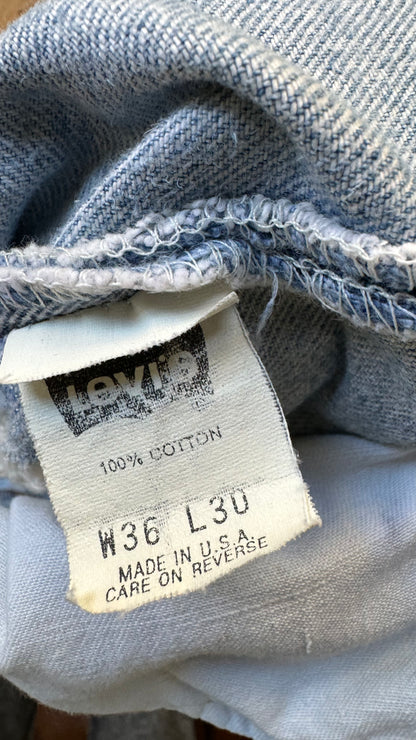 Levi's
100% COTTON
W36 L30
MADE IN U.S.A.
CARE ON REVERSE